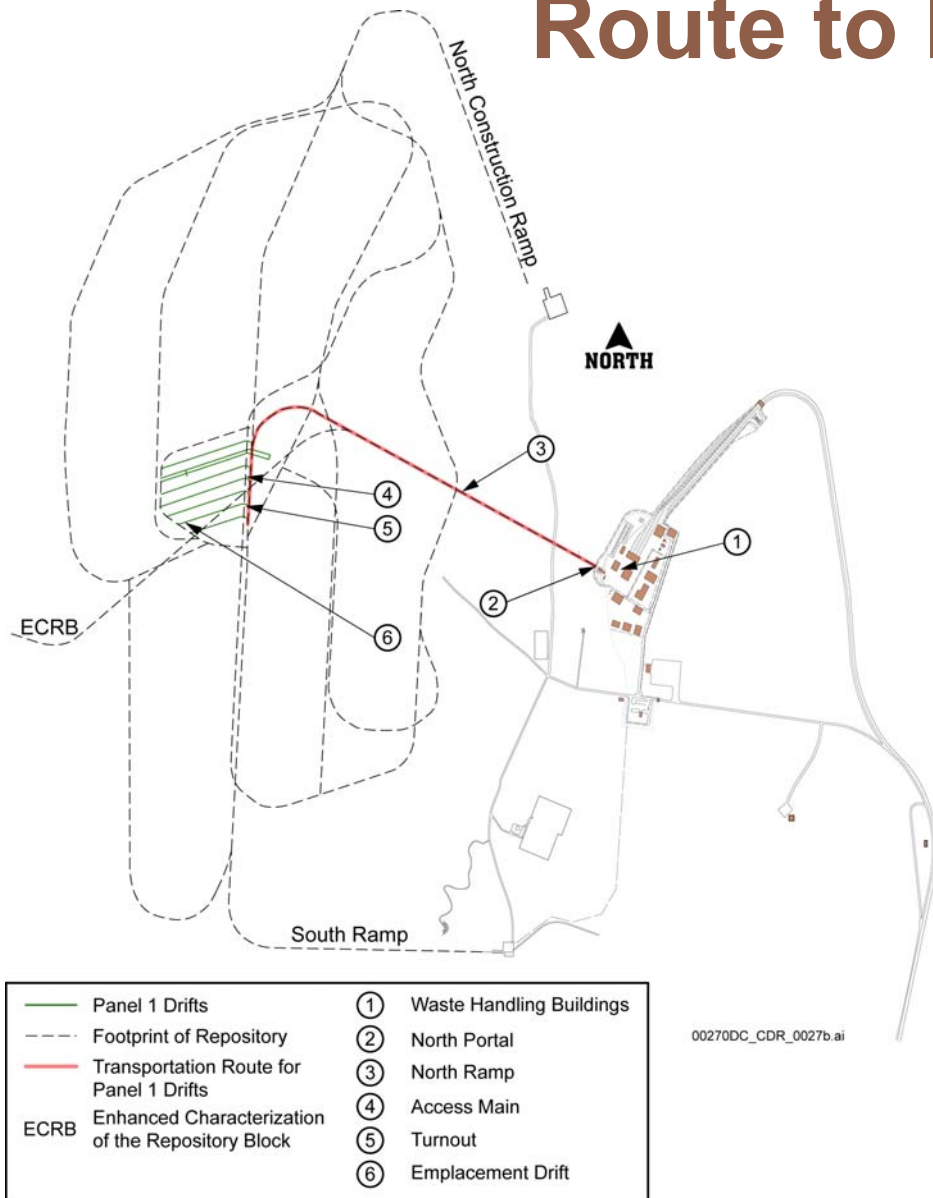 Route to
North Construction Ramp
NORTH
3
4
1
5
2
ECRB
6
South Ramp
Panel 1 Drifts
Footprint of Repository
Transportation Route for
Panel 1 Drifts
ECRB Enhanced Characterization
of the Repository Block
1 Waste Handling Buildings
2 North Portal
3 North Ramp
4 Access Main
5 Turnout
6 Emplacement Drift
00270DC_CDR_0027b.ai